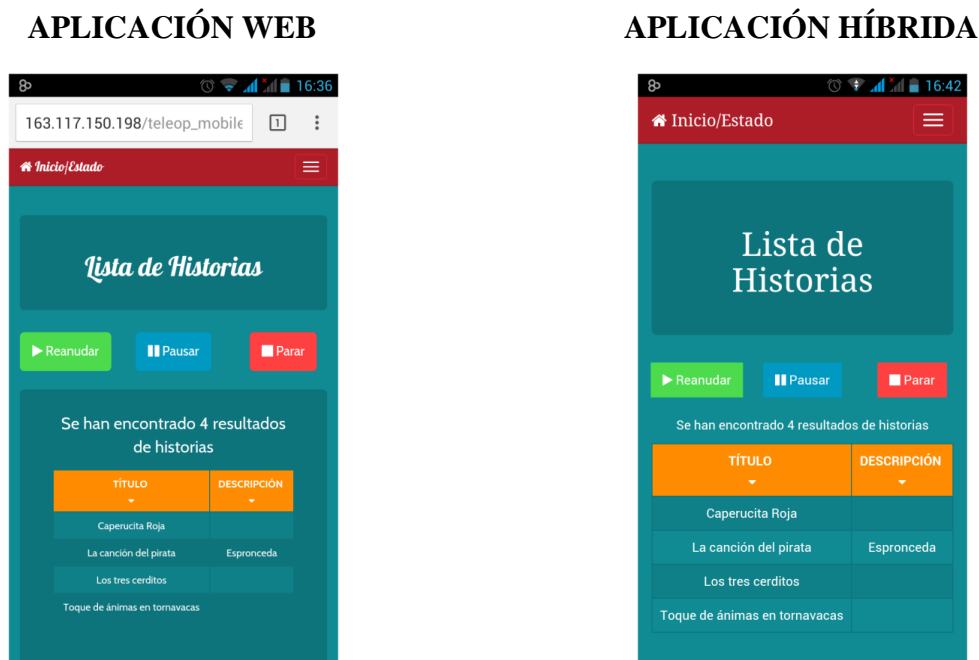 APLICACIÓN WEB
16:36
163.117.150.198/teleop_mobile
1
Inicio/Estado
Lista de Historias
Reanudar
Pausar
Parar
Se han encontrado 4 resultados
de historias
TÍTULO DESCRIPCIÓN
Caperucita Roja
La canción del pirata Espronceda
Los tres cerditos
Toque de ánimas en tornavacas
APLICACIÓN HÍBRIDA
16:42
Inicio/Estado
Lista de
Historias
Reanudar
Pausar
Parar
Se han encontrado 4 resultados de historias
TÍTULO DESCRIPCIÓN
Caperucita Roja
La canción del pirata Espronceda
Los tres cerditos
Toque de ánimas en tornavacas